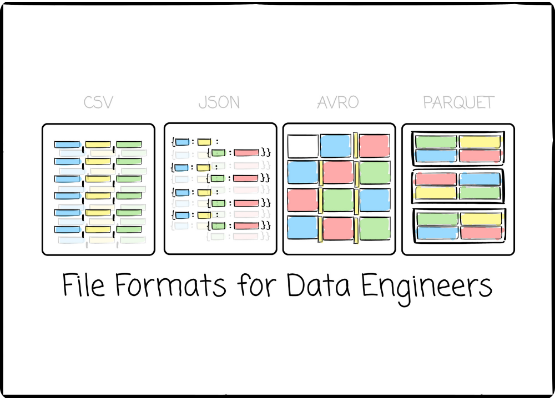 CSV
JSON
AVRO
PARQUET
File Formats for Data Engineers